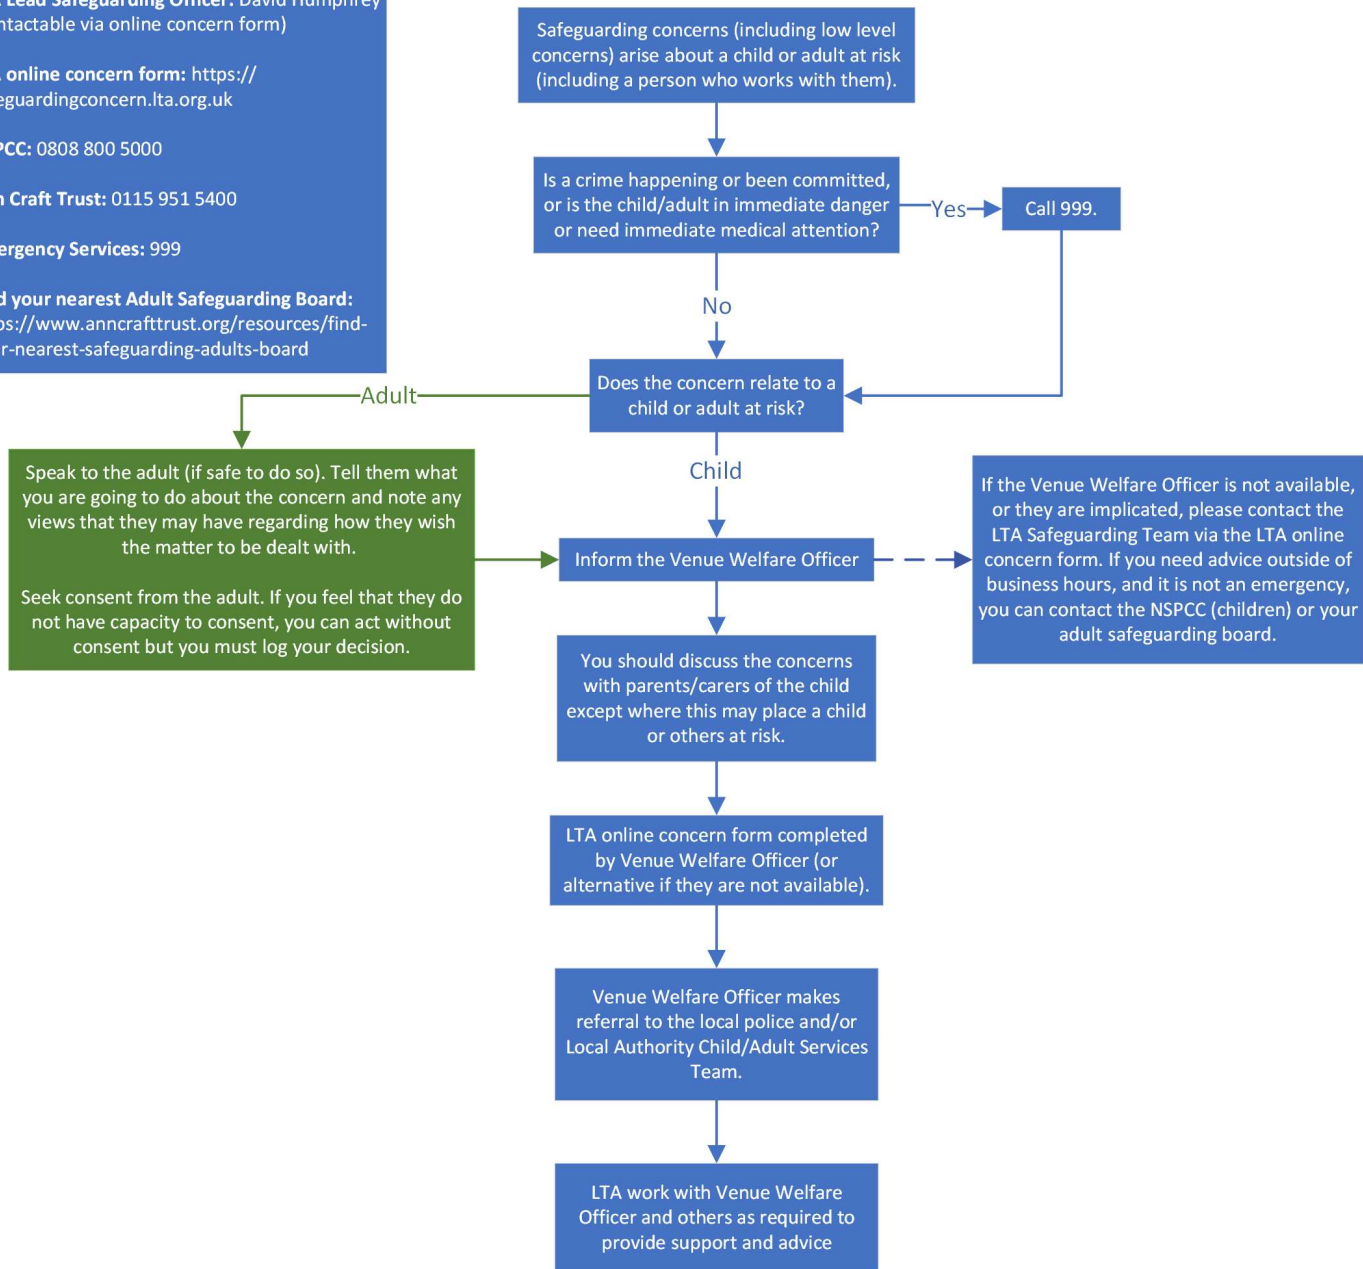 Lead Safeguarding Officer: David Humphrey
ntactable via online concern form)
online concern form: https://
eguardingconcern.lta.org.uk
PCC: 0808 800 5000
n Craft Trust: 0115 951 5400
ergency Services: 999
d your nearest Adult Safeguarding Board:
ps://www.anncrafttrust.org/resources/find-
r-nearest-safeguarding-adults-board
Safeguarding concerns (including low level
concerns) arise about a child or adult at risk
(including a person who works with them).
Is a crime happening or been committed,
or is the child/adult in immediate danger
or need immediate medical attention?
Yes
Call 999.
No
Does the concern relate to a
child or adult at risk?
Adult
Speak to the adult (if safe to do so). Tell them what
you are going to do about the concern and note any
views that they may have regarding how they wish
the matter to be dealt with.
Seek consent from the adult. If you feel that they do
not have capacity to consent, you can act without
consent but you must log your decision.
Child
Inform the Venue Welfare Officer
If the Venue Welfare Officer is not available,
or they are implicated, please contact the
LTA Safeguarding Team via the LTA online
concern form. If you need advice outside of
business hours, and it is not an emergency,
you can contact the NSPCC (children) or your
adult safeguarding board.
You should discuss the concerns
with parents/carers of the child
except where this may place a child
or others at risk.
LTA online concern form completed
by Venue Welfare Officer (or
alternative if they are not available).
Venue Welfare Officer makes
referral to the local police and/or
Local Authority Child/Adult Services
Team.
LTA work with Venue Welfare
Officer and others as required to
provide support and advice